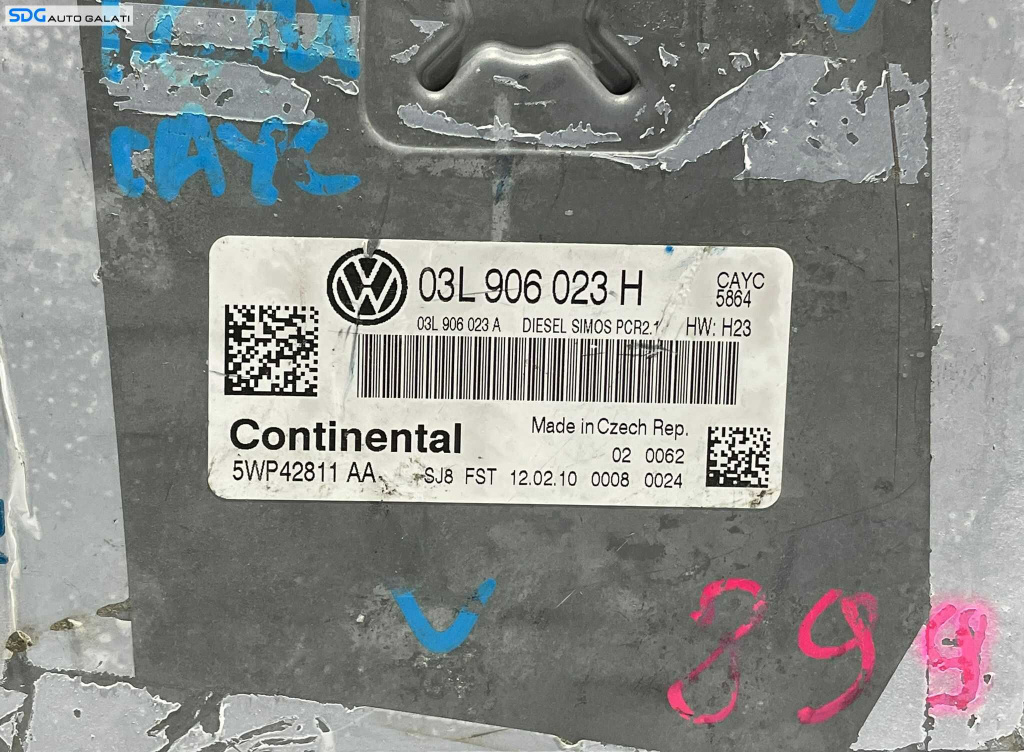 SDG AUTO GALATI
CAYC
03L 906 023 H
CAYC
5864
03L 906 023 A DIESEL SIMOS PCR2.1 HW: H23
Continental
Made in Czech Rep.
02 0062
5WP42811 AA SJ8 FST 12.02.10 0008 0024
399